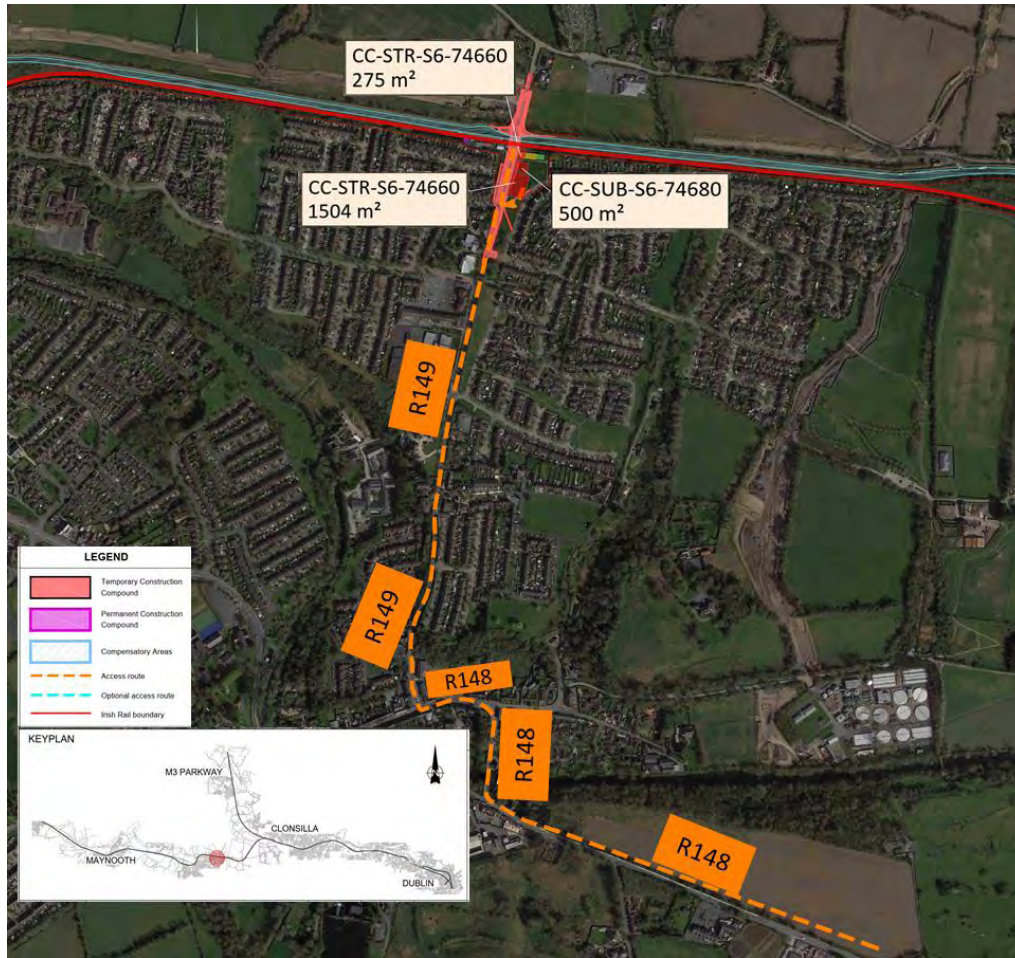 CC-STR-S6-74660
275 m²
CC-STR-S6-74660
1504 m²
CC-SUB-S6-74680
500 m²
R149
R149
R148
R148
R148
LEGEND
Temporary Construction
Compound
Permanent Construction
Compound
Compensatory Areas
Access route
Optional access route
Irish Rail boundary
KEYPLAN
M3 PARKWAY
CLONSILLA
MAYNOOTH
DUBLIN